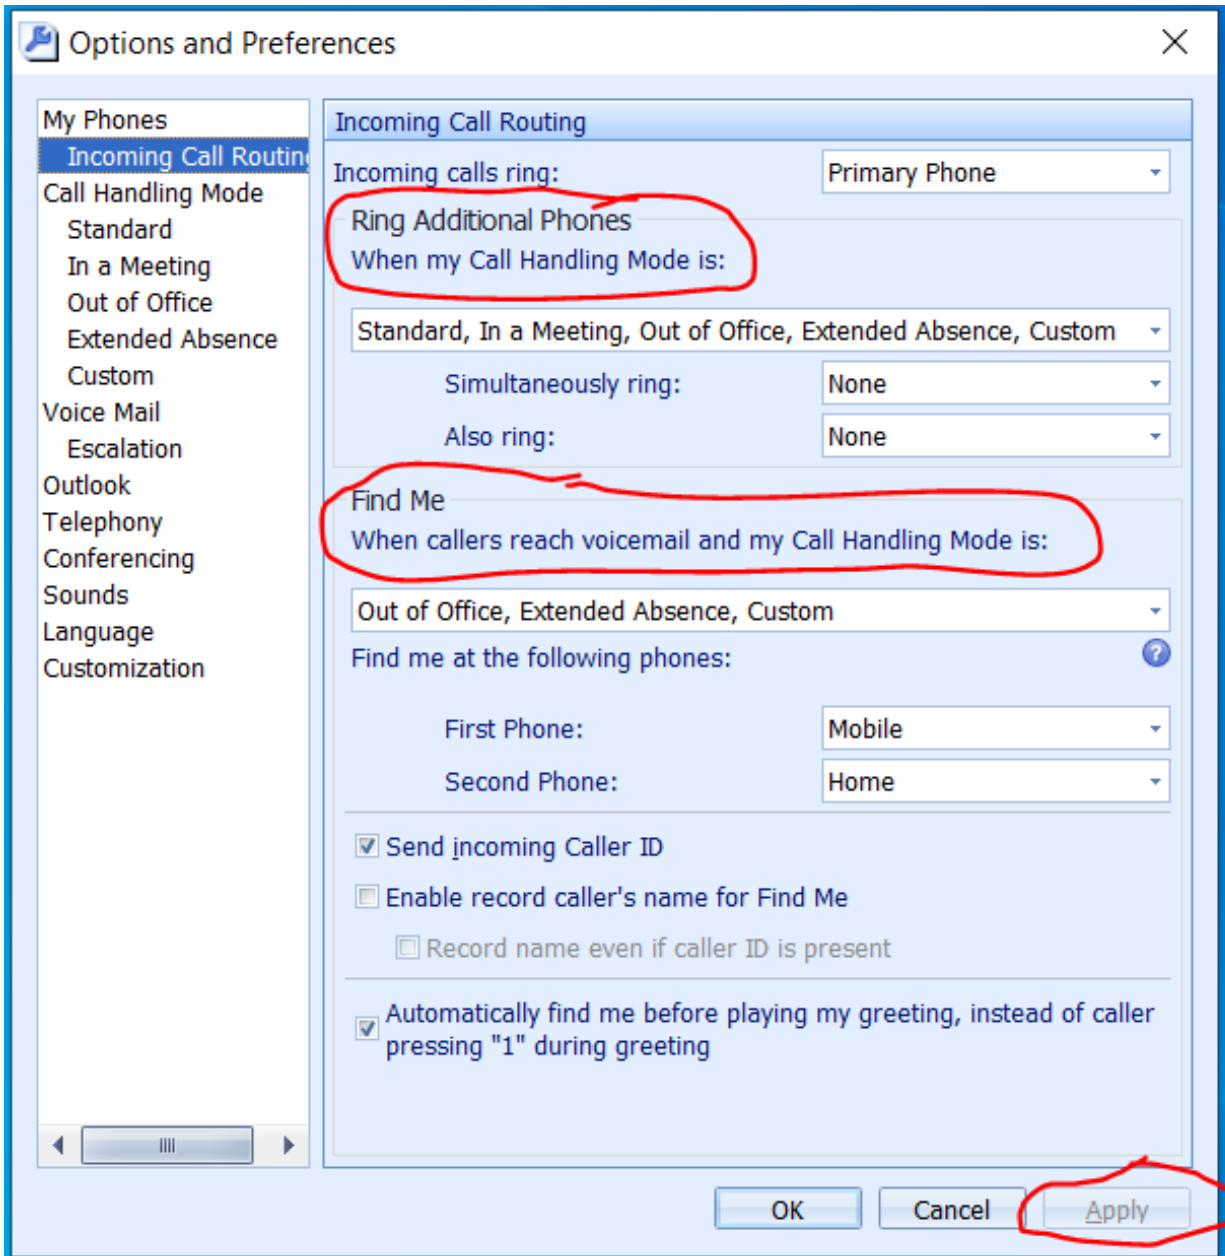 Options and Preferences
My Phones
Incoming Call Routin
Call Handling Mode
Standard
In a Meeting
Out of Office
Extended Absence
Custom
Voice Mail
Escalation
Outlook
Telephony
Conferencing
Sounds
Language
Customization
Incoming Call Routing
Incoming calls ring: Primary Phone
Ring Additional Phones
When my Call Handling Mode is:
Standard, In a Meeting, Out of Office, Extended Absence, Custom
Simultaneously ring: None
Also ring: None
Find Me
When callers reach voicemail and my Call Handling Mode is:
Out of Office, Extended Absence, Custom
Find me at the following phones: ?
First Phone: Mobile
Second Phone: Home
Send incoming Caller ID
Enable record caller's name for Find Me
Record name even if caller ID is present
Automatically find me before playing my greeting, instead of caller
pressing "1" during greeting
OK Cancel Apply